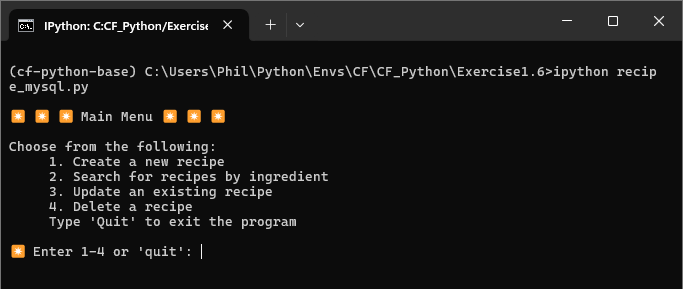 IPython: C:CF_Python/Exercise
(cf-python-base) C:\Users\Phil\Python\Envs\CF\CF_Python\Exercise1.6>ipython recip
e_mysql.py
✴️ ✴️ ✴️ Main Menu ✴️ ✴️ ✴️
Choose from the following:
1. Create a new recipe
2. Search for recipes by ingredient
3. Update an existing recipe
4. Delete a recipe
Type 'Quit' to exit the program
✴️ Enter 1-4 or 'quit':